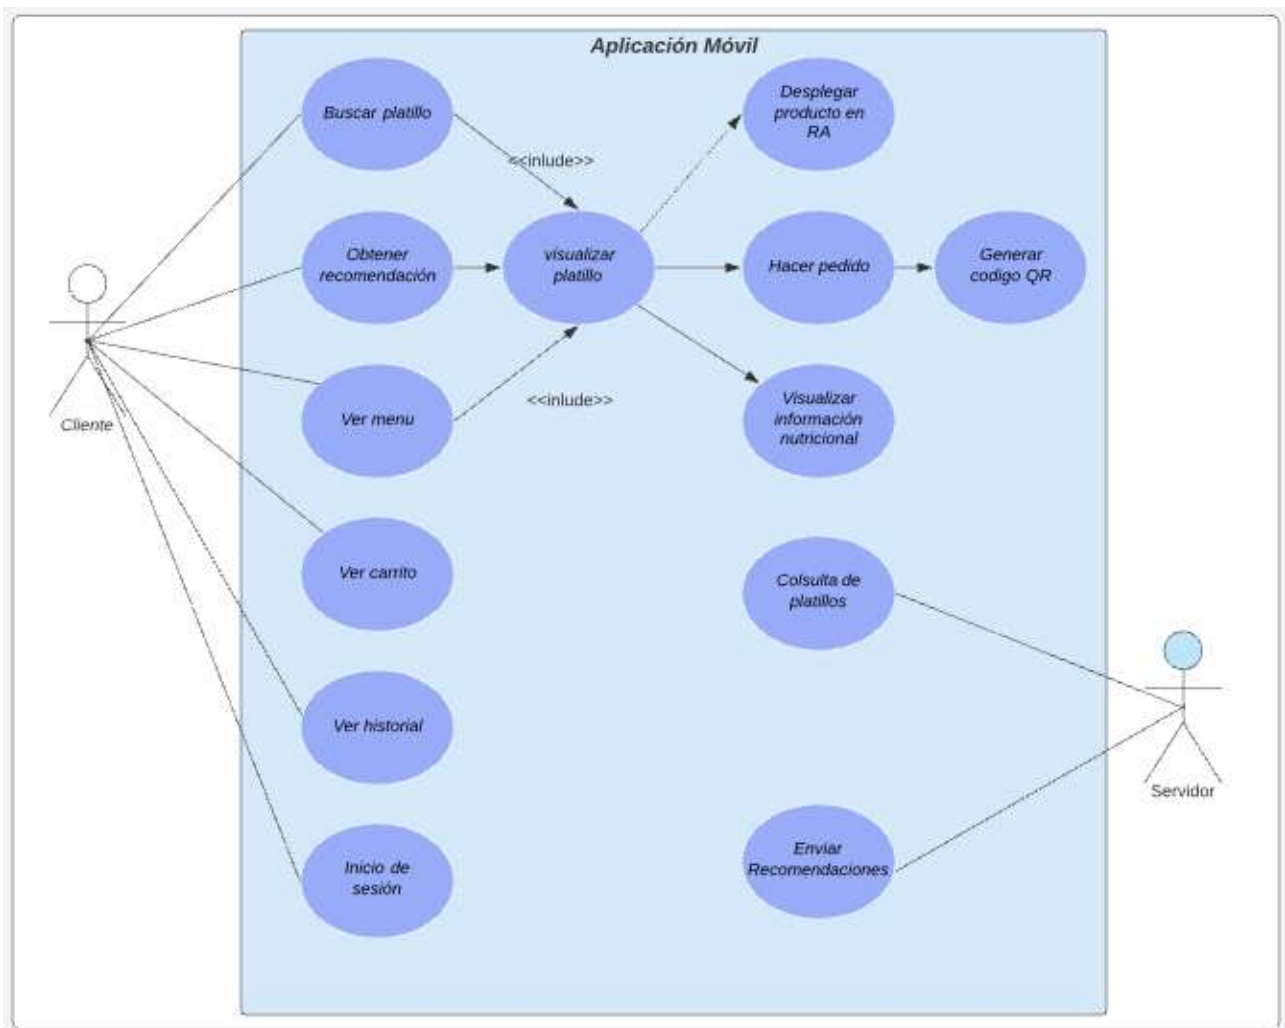 Aplicación Móvil
Buscar platillo
Desplegar
producto en
RA
<<inlude>>
Obtener
recomendación
visualizar
platillo
Hacer pedido
Generar
codigo QR
Ver menu
<<inlude>>
Visualizar
información
nutricional
Cliente
Ver carrito
Colsulta de
platillos
Ver historial
Servidor
Inicio de
sesión
Enviar
Recomendaciones